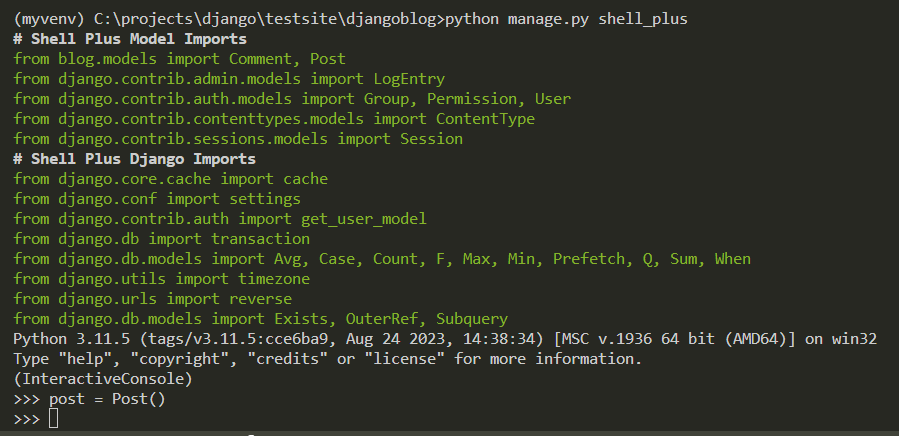 (myvenv) C:\projects\django\testsite\djangoblog>python manage.py shell_plus
# Shell Plus Model Imports
from blog.models import Comment, Post
from django.contrib.admin.models import LogEntry
from django.contrib.auth.models import Group, Permission, User
from django.contrib.contenttypes.models import ContentType
from django.contrib.sessions.models import Session
# Shell Plus Django Imports
from django.core.cache import cache
from django.conf import settings
from django.contrib.auth import get_user_model
from django.db import transaction
from django.db.models import Avg, Case, Count, F, Max, Min, Prefetch, Q, Sum, When
from django.utils import timezone
from django.urls import reverse
from django.db.models import Exists, OuterRef, Subquery
Python 3.11.5 (tags/v3.11.5:cce6ba9, Aug 24 2023, 14:38:34) [MSC v.1936 64 bit (AMD64)] on win32
Type "help", "copyright", "credits" or "license" for more information.
(InteractiveConsole)
>>> post = Post()
>>>